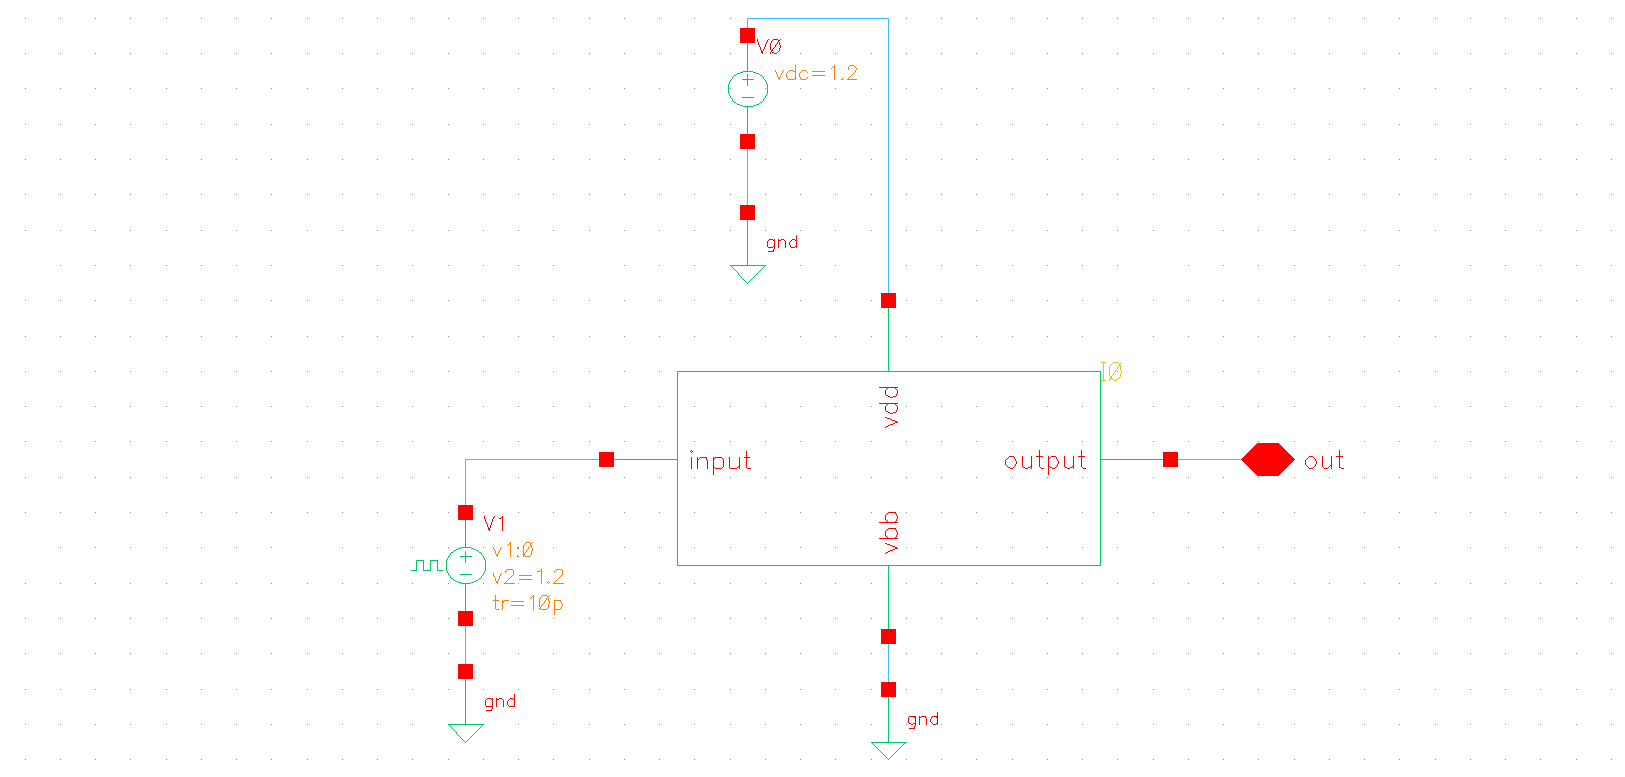 VØ
vdc=1.2
gnd
IØ
vdd
input
output
out
vbb
V1
v1:Ø
v2=1.2
tr=1Øp
gnd
gnd